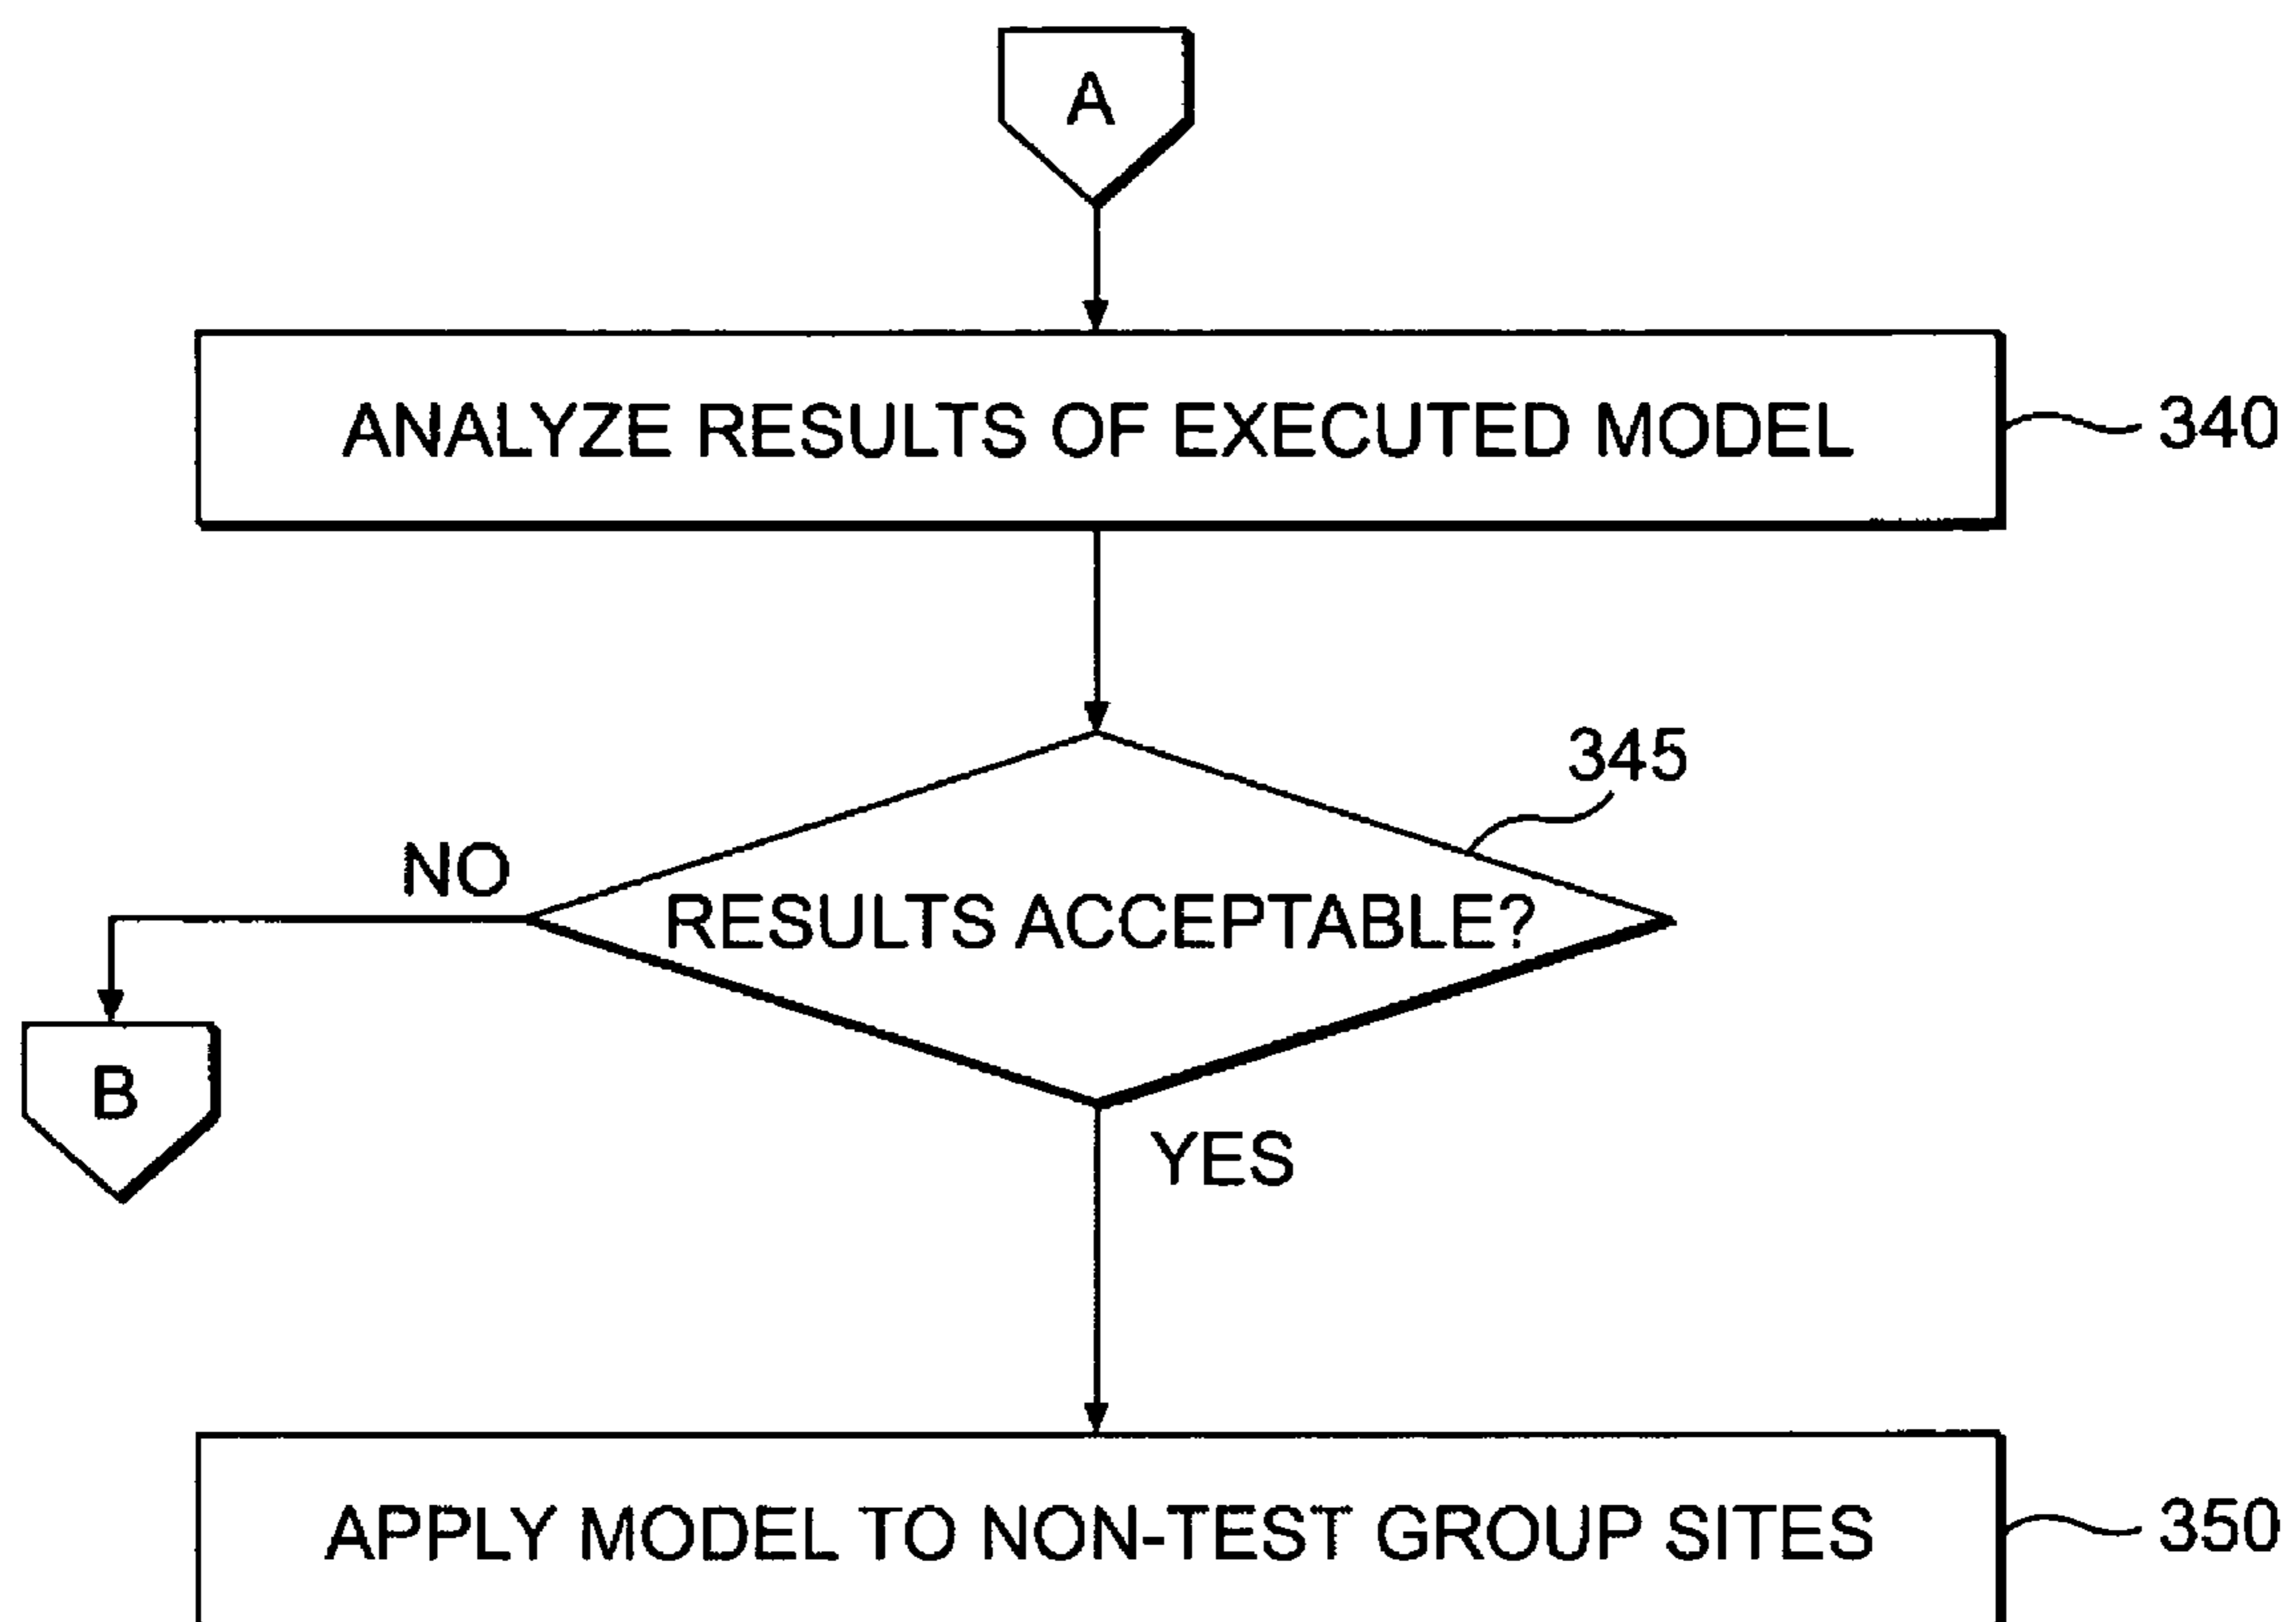 A
ANALYZE RESULTS OF EXECUTED MODEL
340
345
NO
RESULTS ACCEPTABLE?
B
YES
APPLY MODEL TO NON-TEST GROUP SITES
350